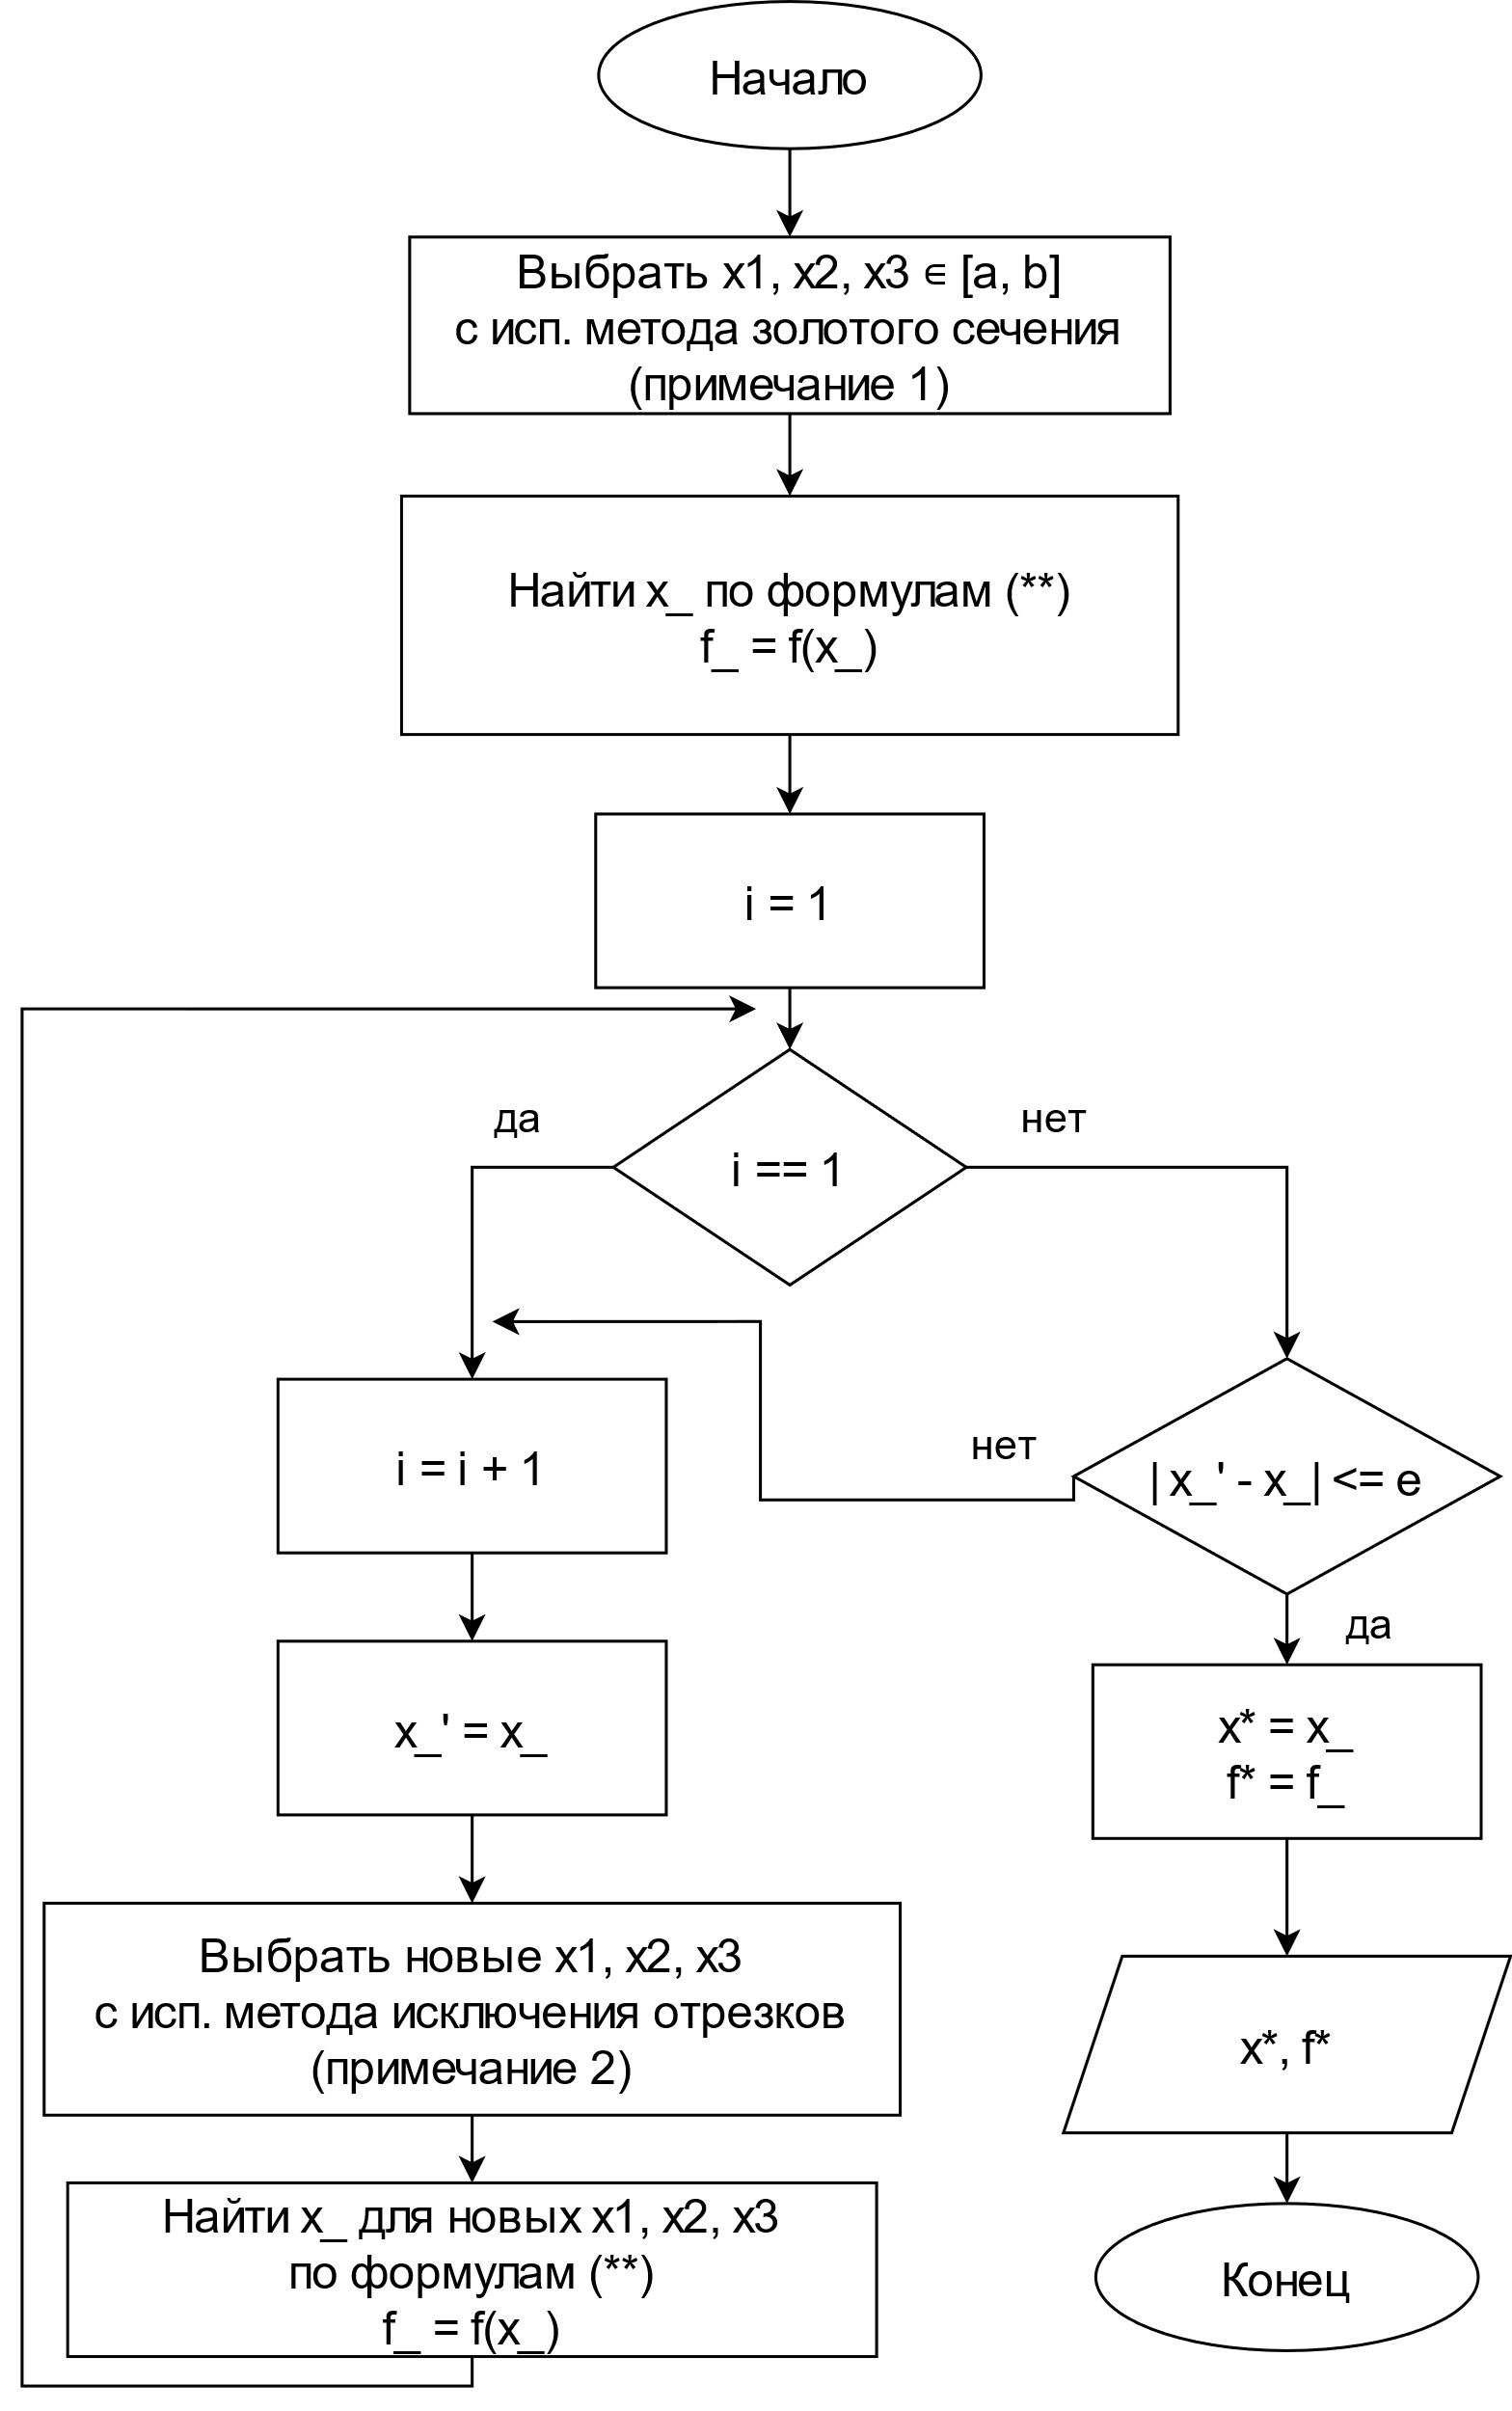 Начало
Выбрать x1, x2, x3 ∊ [a, b]
с исп. метода золотого сечения
(примечание 1)
Найти x_ по формулам (**)
f_ = f(x_)
i = 1
да
нет
i == 1
нет
i = i + 1
| x_' - x_| <= e
да
x_' = x_
x* = x_
f* = f_
Выбрать новые x1, x2, x3
с исп. метода исключения отрезков
(примечание 2)
x*, f*
Найти x_ для новых x1, x2, x3
по формулам (**)
f_ = f(x_)
Конец